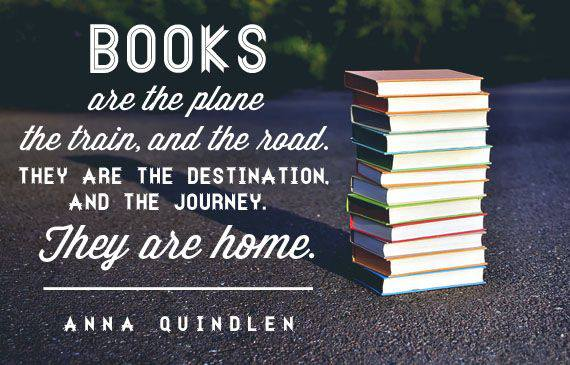 BOOKS
are the plane
the train, and the road.
THEY ARE THE DESTINATION,
AND THE JOURNEY.
They are home.
ANNA QUINDLEN